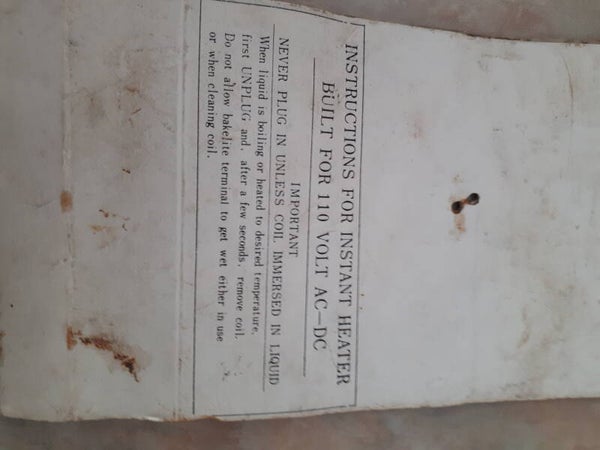 INSTRUCTIONS FOR INSTANT HEATER
BUILT FOR 110 VOLT AC—DC
IMPORTANT
NEVER PLUG IN UNLESS COIL IMMERSED IN LIQUID
When liquid is boiling or heated to desired temperature,
first UNPLUG and, after a few seconds, remove coil.
Do not allow bakelite terminal to get wet either in use
or when cleaning coil.